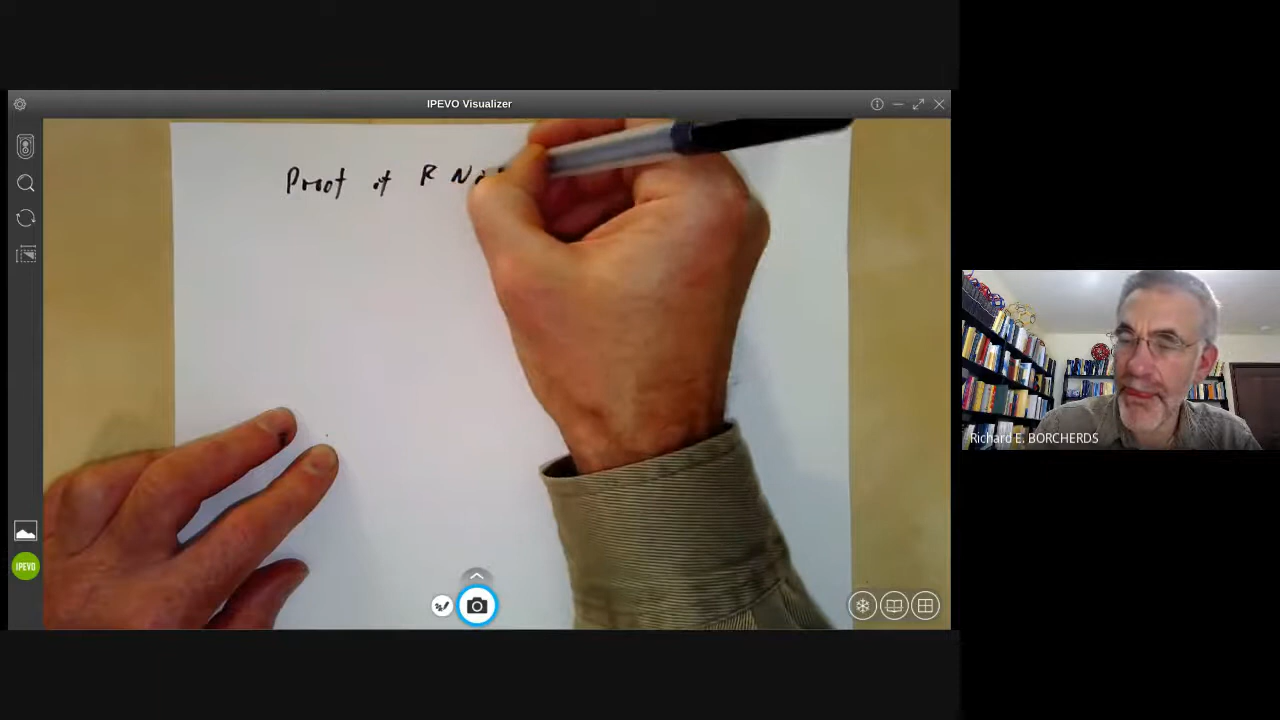 IPEVO Visualizer
Proof of R
IPEVO
Richard E. BORCHERDS